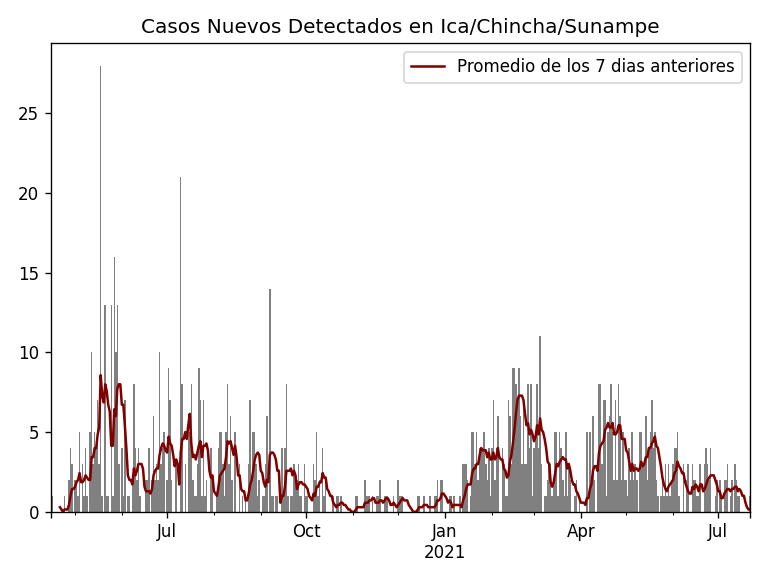 Casos Nuevos Detectados en Ica/Chincha/Sunampe
Promedio de los 7 dias anteriores
25
20
15
10
5
0
Jul
Oct
Jan
2021
Apr
Jul